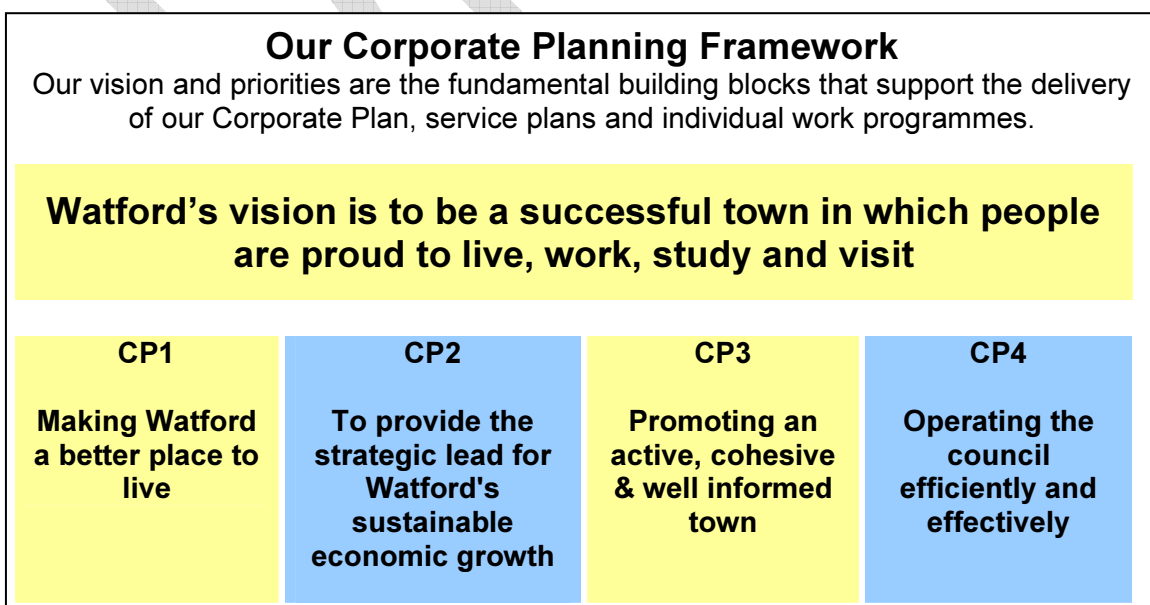 Our Corporate Planning Framework
Our vision and priorities are the fundamental building blocks that support the delivery
of our Corporate Plan, service plans and individual work programmes.
Watford’s vision is to be a successful town in which people
are proud to live, work, study and visit
CP1
Making Watford
a better place to
live
CP2
To provide the
strategic lead for
Watford's
sustainable
economic growth
CP3
Promoting an
active, cohesive
& well informed
town
CP4
Operating the
council
efficiently and
effectively